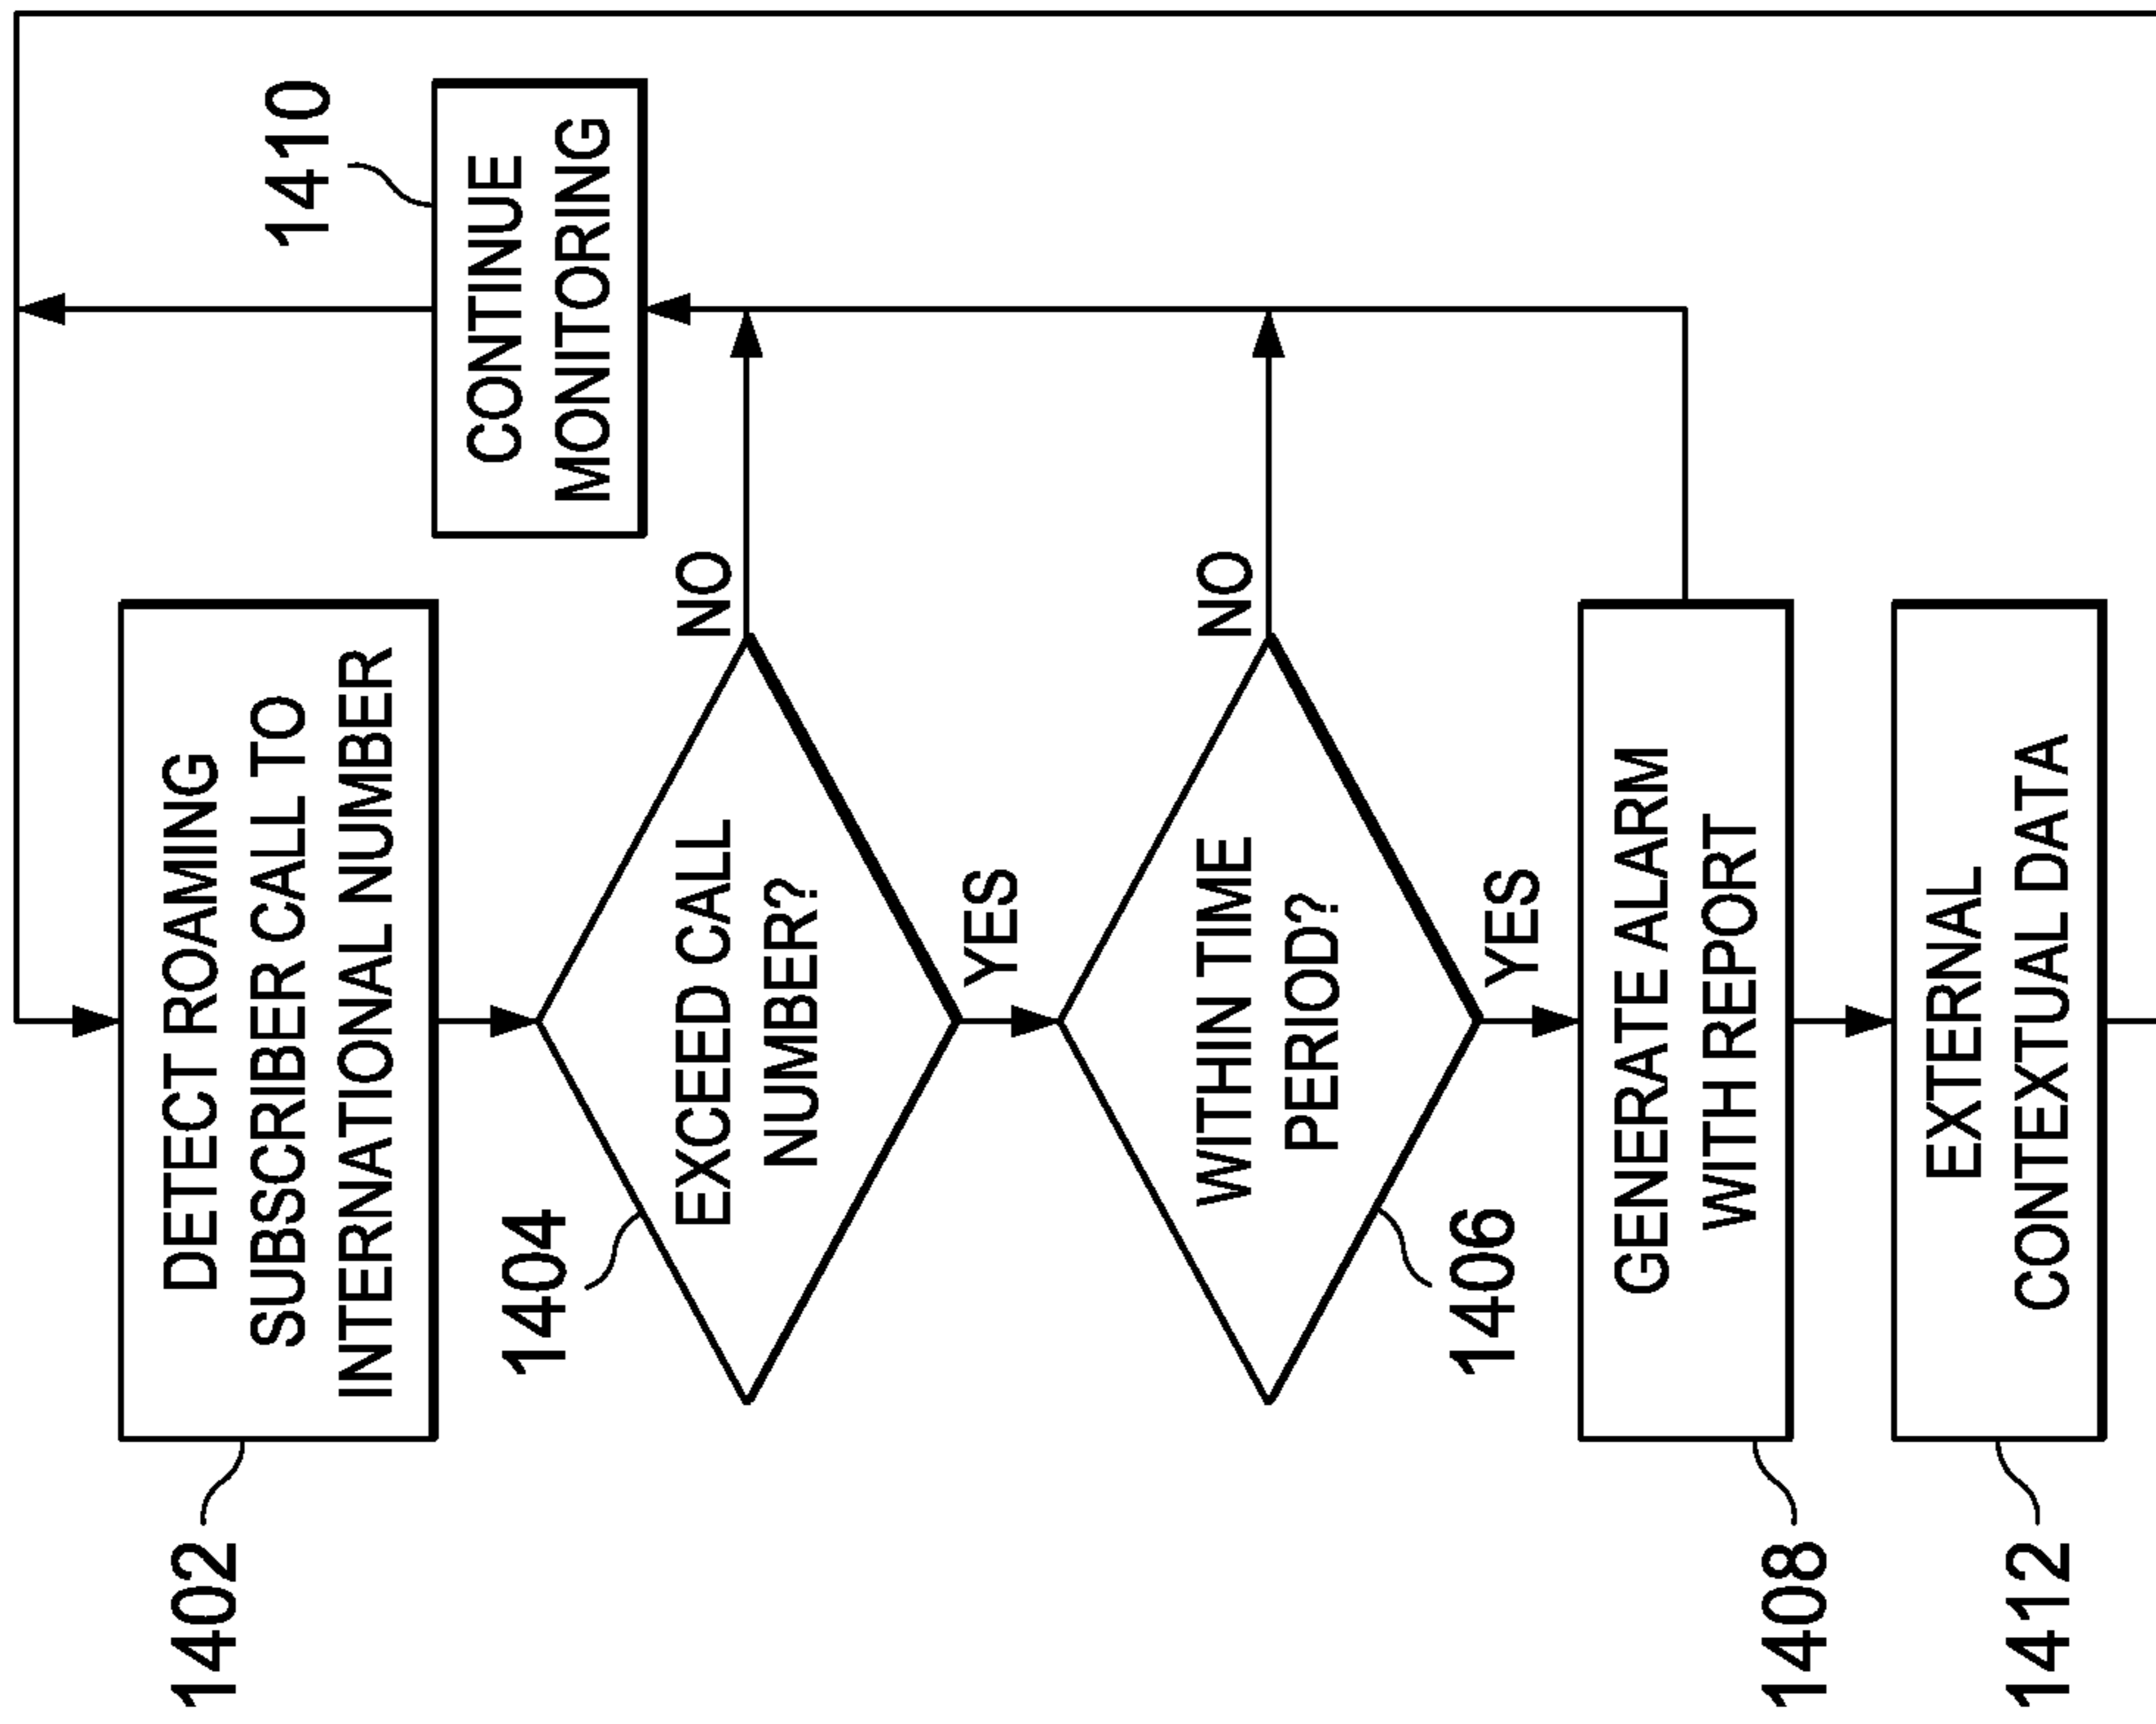 1402
DETECT ROAMING
SUBSCRIBER CALL TO
INTERNATIONAL NUMBER
1410
CONTINUE
MONITORING
1404
EXCEED CALL
NUMBER?
NO
YES
WITHIN TIME
PERIOD?
NO
1406
YES
1408
GENERATE ALARM
WITH REPORT
1412
EXTERNAL
CONTEXTUAL DATA